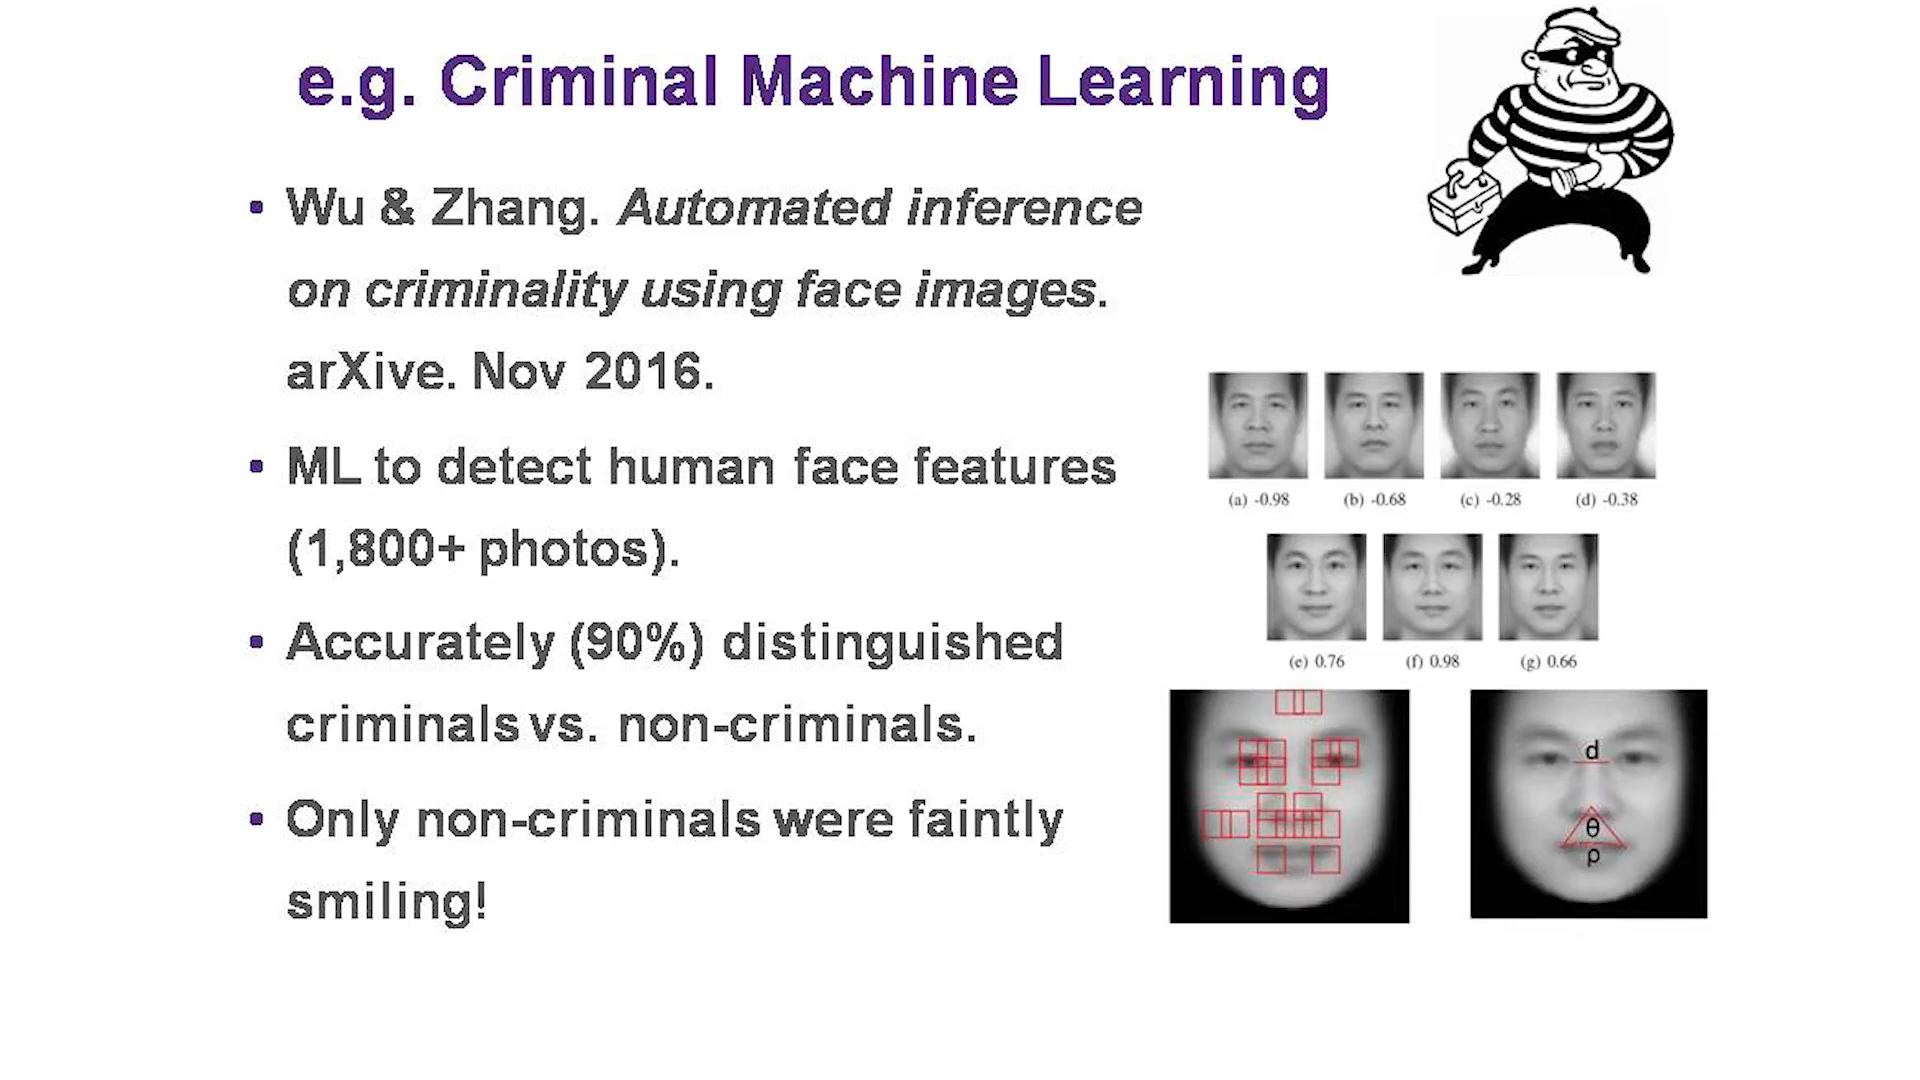 e.g. Criminal Machine Learning
• Wu & Zhang. Automated inference
on criminality using face images.
arXive. Nov 2016.
• ML to detect human face features
(1,800+ photos).
• Accurately (90%) distinguished
criminals vs. non-criminals.
• Only non-criminals were faintly
smiling!
(a) -0.98 (b) -0.68 (c) -0.28 (d) -0.38
(e) 0.76 (f) 0.98 (g) 0.66
d
θ
ρ